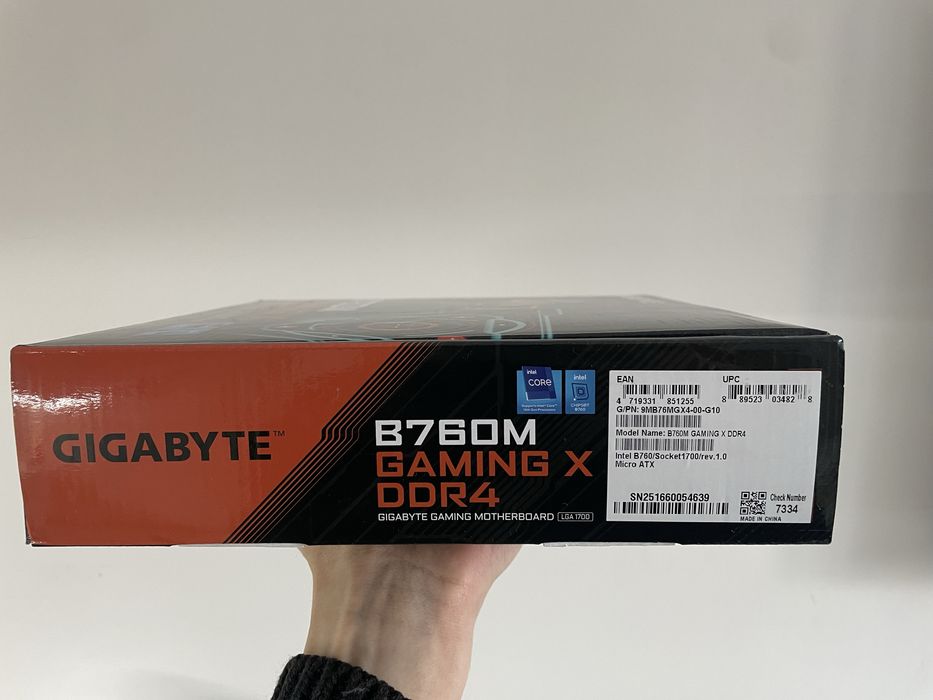 GIGABYTE™
intel
CORE
intel
CHIPSET
B760
B760M
GAMING X
DDR4
GIGABYTE GAMING MOTHERBOARD LGA 1700
EAN UPC
4 719331 851255 8 89523 03482 8
G/PN: 9MB76MGX4-00-G10
Model Name: B760M GAMING X DDR4
Intel B760/Socket1700/rev.1.0
Micro ATX
SN251660054639
Check Number
7334
MADE IN CHINA